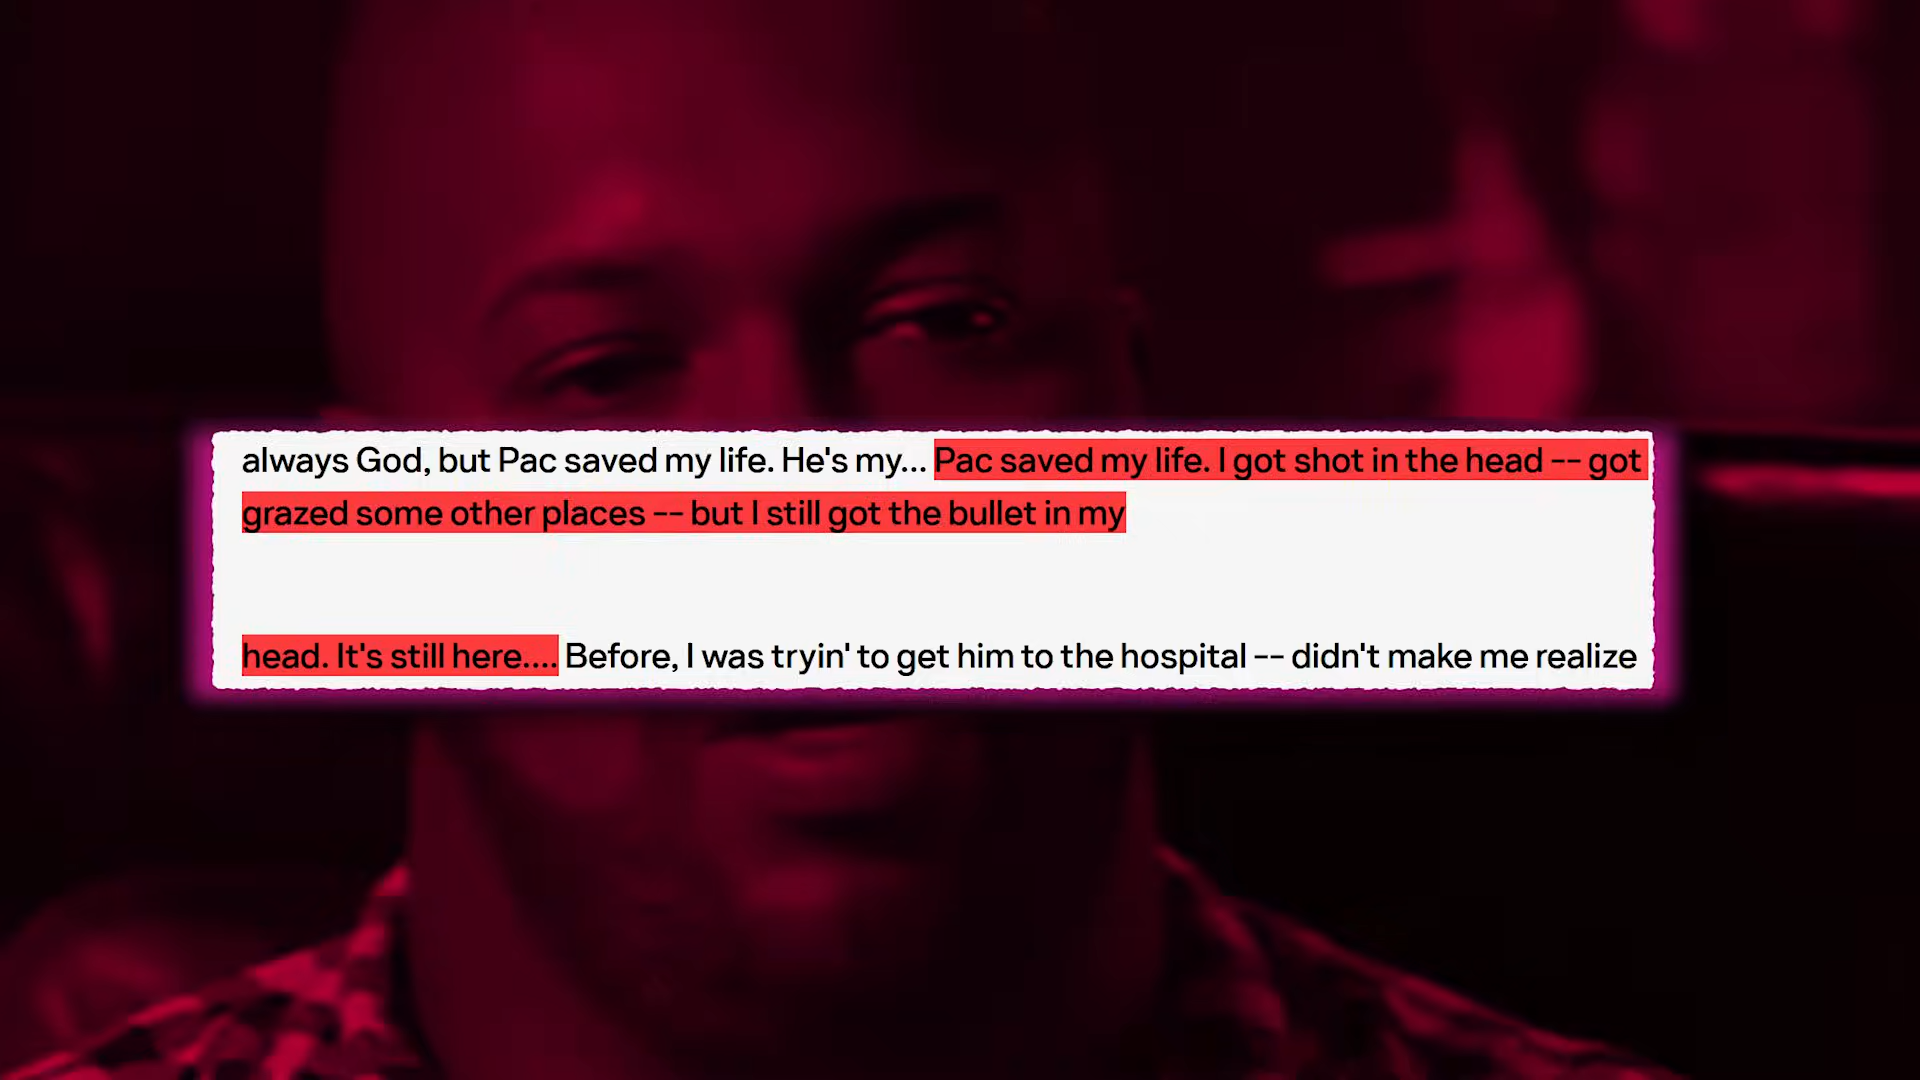 always God, but Pac saved my life. He's my... Pac saved my life. I got shot in the head -- got
grazed some other places -- but I still got the bullet in my
head. It's still here.... Before, I was tryin' to get him to the hospital -- didn't make me realize